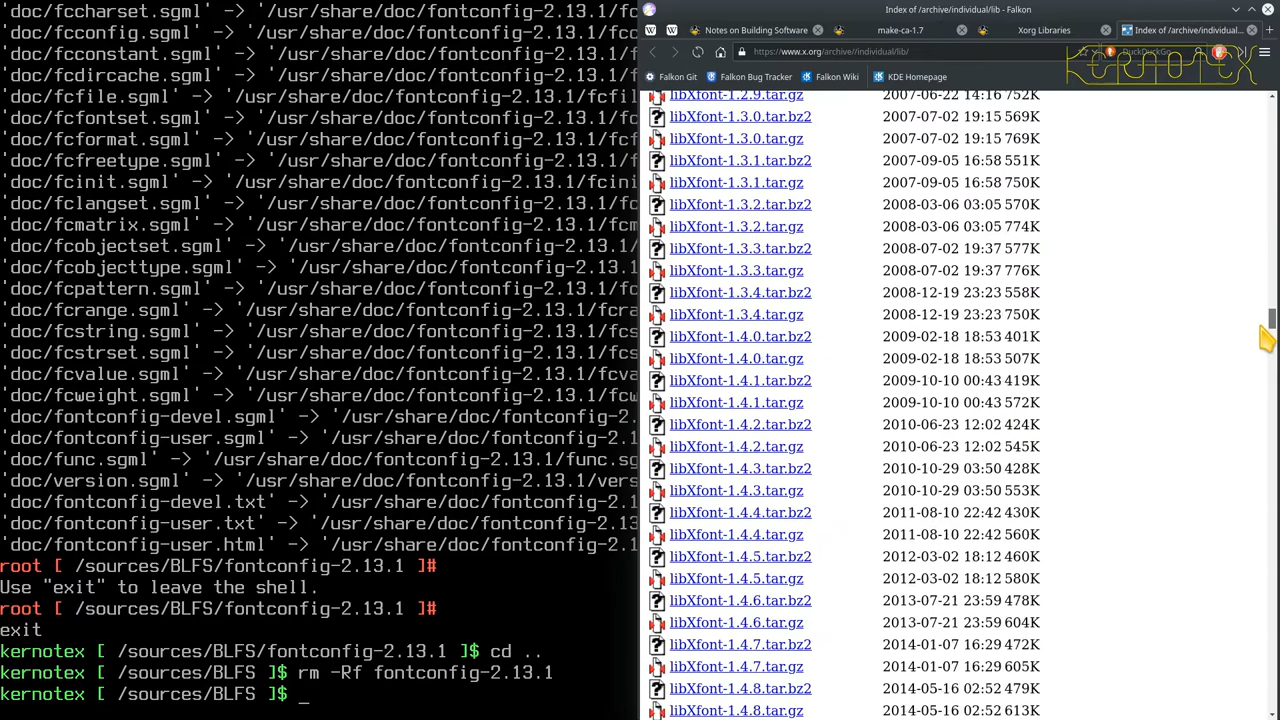 'doc/fccharset.sgml' -> '/usr/share/doc/fontconfig-2.13.1/fc
'doc/fcconfig.sgml' -> '/usr/share/doc/fontconfig-2.13.1/fcc
'doc/fcconstant.sgml' -> '/usr/share/doc/fontconfig-2.13.1/f
'doc/fcdircache.sgml' -> '/usr/share/doc/fontconfig-2.13.1/f
'doc/fcfile.sgml' -> '/usr/share/doc/fontconfig-2.13.1/fcfil
'doc/fcfontset.sgml' -> '/usr/share/doc/fontconfig-2.13.1/fc
'doc/fcformat.sgml' -> '/usr/share/doc/fontconfig-2.13.1/fcf
'doc/fcfreetype.sgml' -> '/usr/share/doc/fontconfig-2.13.1/f
'doc/fcinit.sgml' -> '/usr/share/doc/fontconfig-2.13.1/fcini
'doc/fclangset.sgml' -> '/usr/share/doc/fontconfig-2.13.1/fc
'doc/fcmatrix.sgml' -> '/usr/share/doc/fontconfig-2.13.1/fcm
'doc/fcobjectset.sgml' -> '/usr/share/doc/fontconfig-2.13.1/
'doc/fcobjecttype.sgml' -> '/usr/share/doc/fontconfig-2.13.1
'doc/fcpattern.sgml' -> '/usr/share/doc/fontconfig-2.13.1/fc
'doc/fcrange.sgml' -> '/usr/share/doc/fontconfig-2.13.1/fcra
'doc/fcstring.sgml' -> '/usr/share/doc/fontconfig-2.13.1/fcs
'doc/fcstrset.sgml' -> '/usr/share/doc/fontconfig-2.13.1/fcs
'doc/fcvalue.sgml' -> '/usr/share/doc/fontconfig-2.13.1/fcva
'doc/fcweight.sgml' -> '/usr/share/doc/fontconfig-2.13.1/fcw
'doc/fontconfig-devel.sgml' -> '/usr/share/doc/fontconfig-2.
'doc/fontconfig-user.sgml' -> '/usr/share/doc/fontconfig-2.1
'doc/func.sgml' -> '/usr/share/doc/fontconfig-2.13.1/func.sg
'doc/version.sgml' -> '/usr/share/doc/fontconfig-2.13.1/vers
'doc/fontconfig-devel.txt' -> '/usr/share/doc/fontconfig-2.1
'doc/fontconfig-user.txt' -> '/usr/share/doc/fontconfig-2.13
'doc/fontconfig-user.html' -> '/usr/share/doc/fontconfig-2.1
root [ /sources/BLFS/fontconfig-2.13.1 ]#
Use "exit" to leave the shell.
root [ /sources/BLFS/fontconfig-2.13.1 ]#
exit
kernotex [ /sources/BLFS/fontconfig-2.13.1 ]$ cd ..
kernotex [ /sources/BLFS ]$ rm -Rf fontconfig-2.13.1
kernotex [ /sources/BLFS ]$ _
Index of /archive/individual/lib - Falkon
Notes on Building Software
make-ca-1.7
Xorg Libraries
Index of /archive/individual...
https://www.x.org/archive/individual/lib/
DuckDuckGo
kernotex
Falkon Git
Falkon Bug Tracker
Falkon Wiki
KDE Homepage
libXfont-1.2.9.tar.gz 2007-06-22 14:16 752K
libXfont-1.3.0.tar.bz2 2007-07-02 19:15 569K
libXfont-1.3.0.tar.gz 2007-07-02 19:15 769K
libXfont-1.3.1.tar.bz2 2007-09-05 16:58 551K
libXfont-1.3.1.tar.gz 2007-09-05 16:58 750K
libXfont-1.3.2.tar.bz2 2008-03-06 03:05 570K
libXfont-1.3.2.tar.gz 2008-03-06 03:05 774K
libXfont-1.3.3.tar.bz2 2008-07-02 19:37 577K
libXfont-1.3.3.tar.gz 2008-07-02 19:37 776K
libXfont-1.3.4.tar.bz2 2008-12-19 23:23 558K
libXfont-1.3.4.tar.gz 2008-12-19 23:23 750K
libXfont-1.4.0.tar.bz2 2009-02-18 18:53 401K
libXfont-1.4.0.tar.gz 2009-02-18 18:53 507K
libXfont-1.4.1.tar.bz2 2009-10-10 00:43 419K
libXfont-1.4.1.tar.gz 2009-10-10 00:43 572K
libXfont-1.4.2.tar.bz2 2010-06-23 12:02 424K
libXfont-1.4.2.tar.gz 2010-06-23 12:02 545K
libXfont-1.4.3.tar.bz2 2010-10-29 03:50 428K
libXfont-1.4.3.tar.gz 2010-10-29 03:50 553K
libXfont-1.4.4.tar.bz2 2011-08-10 22:42 430K
libXfont-1.4.4.tar.gz 2011-08-10 22:42 560K
libXfont-1.4.5.tar.bz2 2012-03-02 18:12 460K
libXfont-1.4.5.tar.gz 2012-03-02 18:12 580K
libXfont-1.4.6.tar.bz2 2013-07-21 23:59 478K
libXfont-1.4.6.tar.gz 2013-07-21 23:59 604K
libXfont-1.4.7.tar.bz2 2014-01-07 16:29 472K
libXfont-1.4.7.tar.gz 2014-01-07 16:29 605K
libXfont-1.4.8.tar.bz2 2014-05-16 02:52 479K
libXfont-1.4.8.tar.gz 2014-05-16 02:52 613K